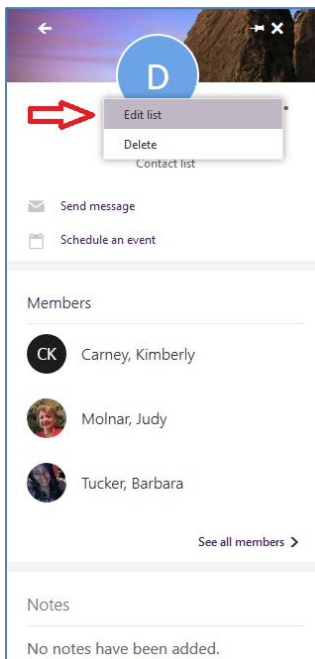 D
Edit list
Delete
Contact list
Send message
Schedule an event
Members
CK Carney, Kimberly
Molnar, Judy
Tucker, Barbara
See all members
Notes
No notes have been added.